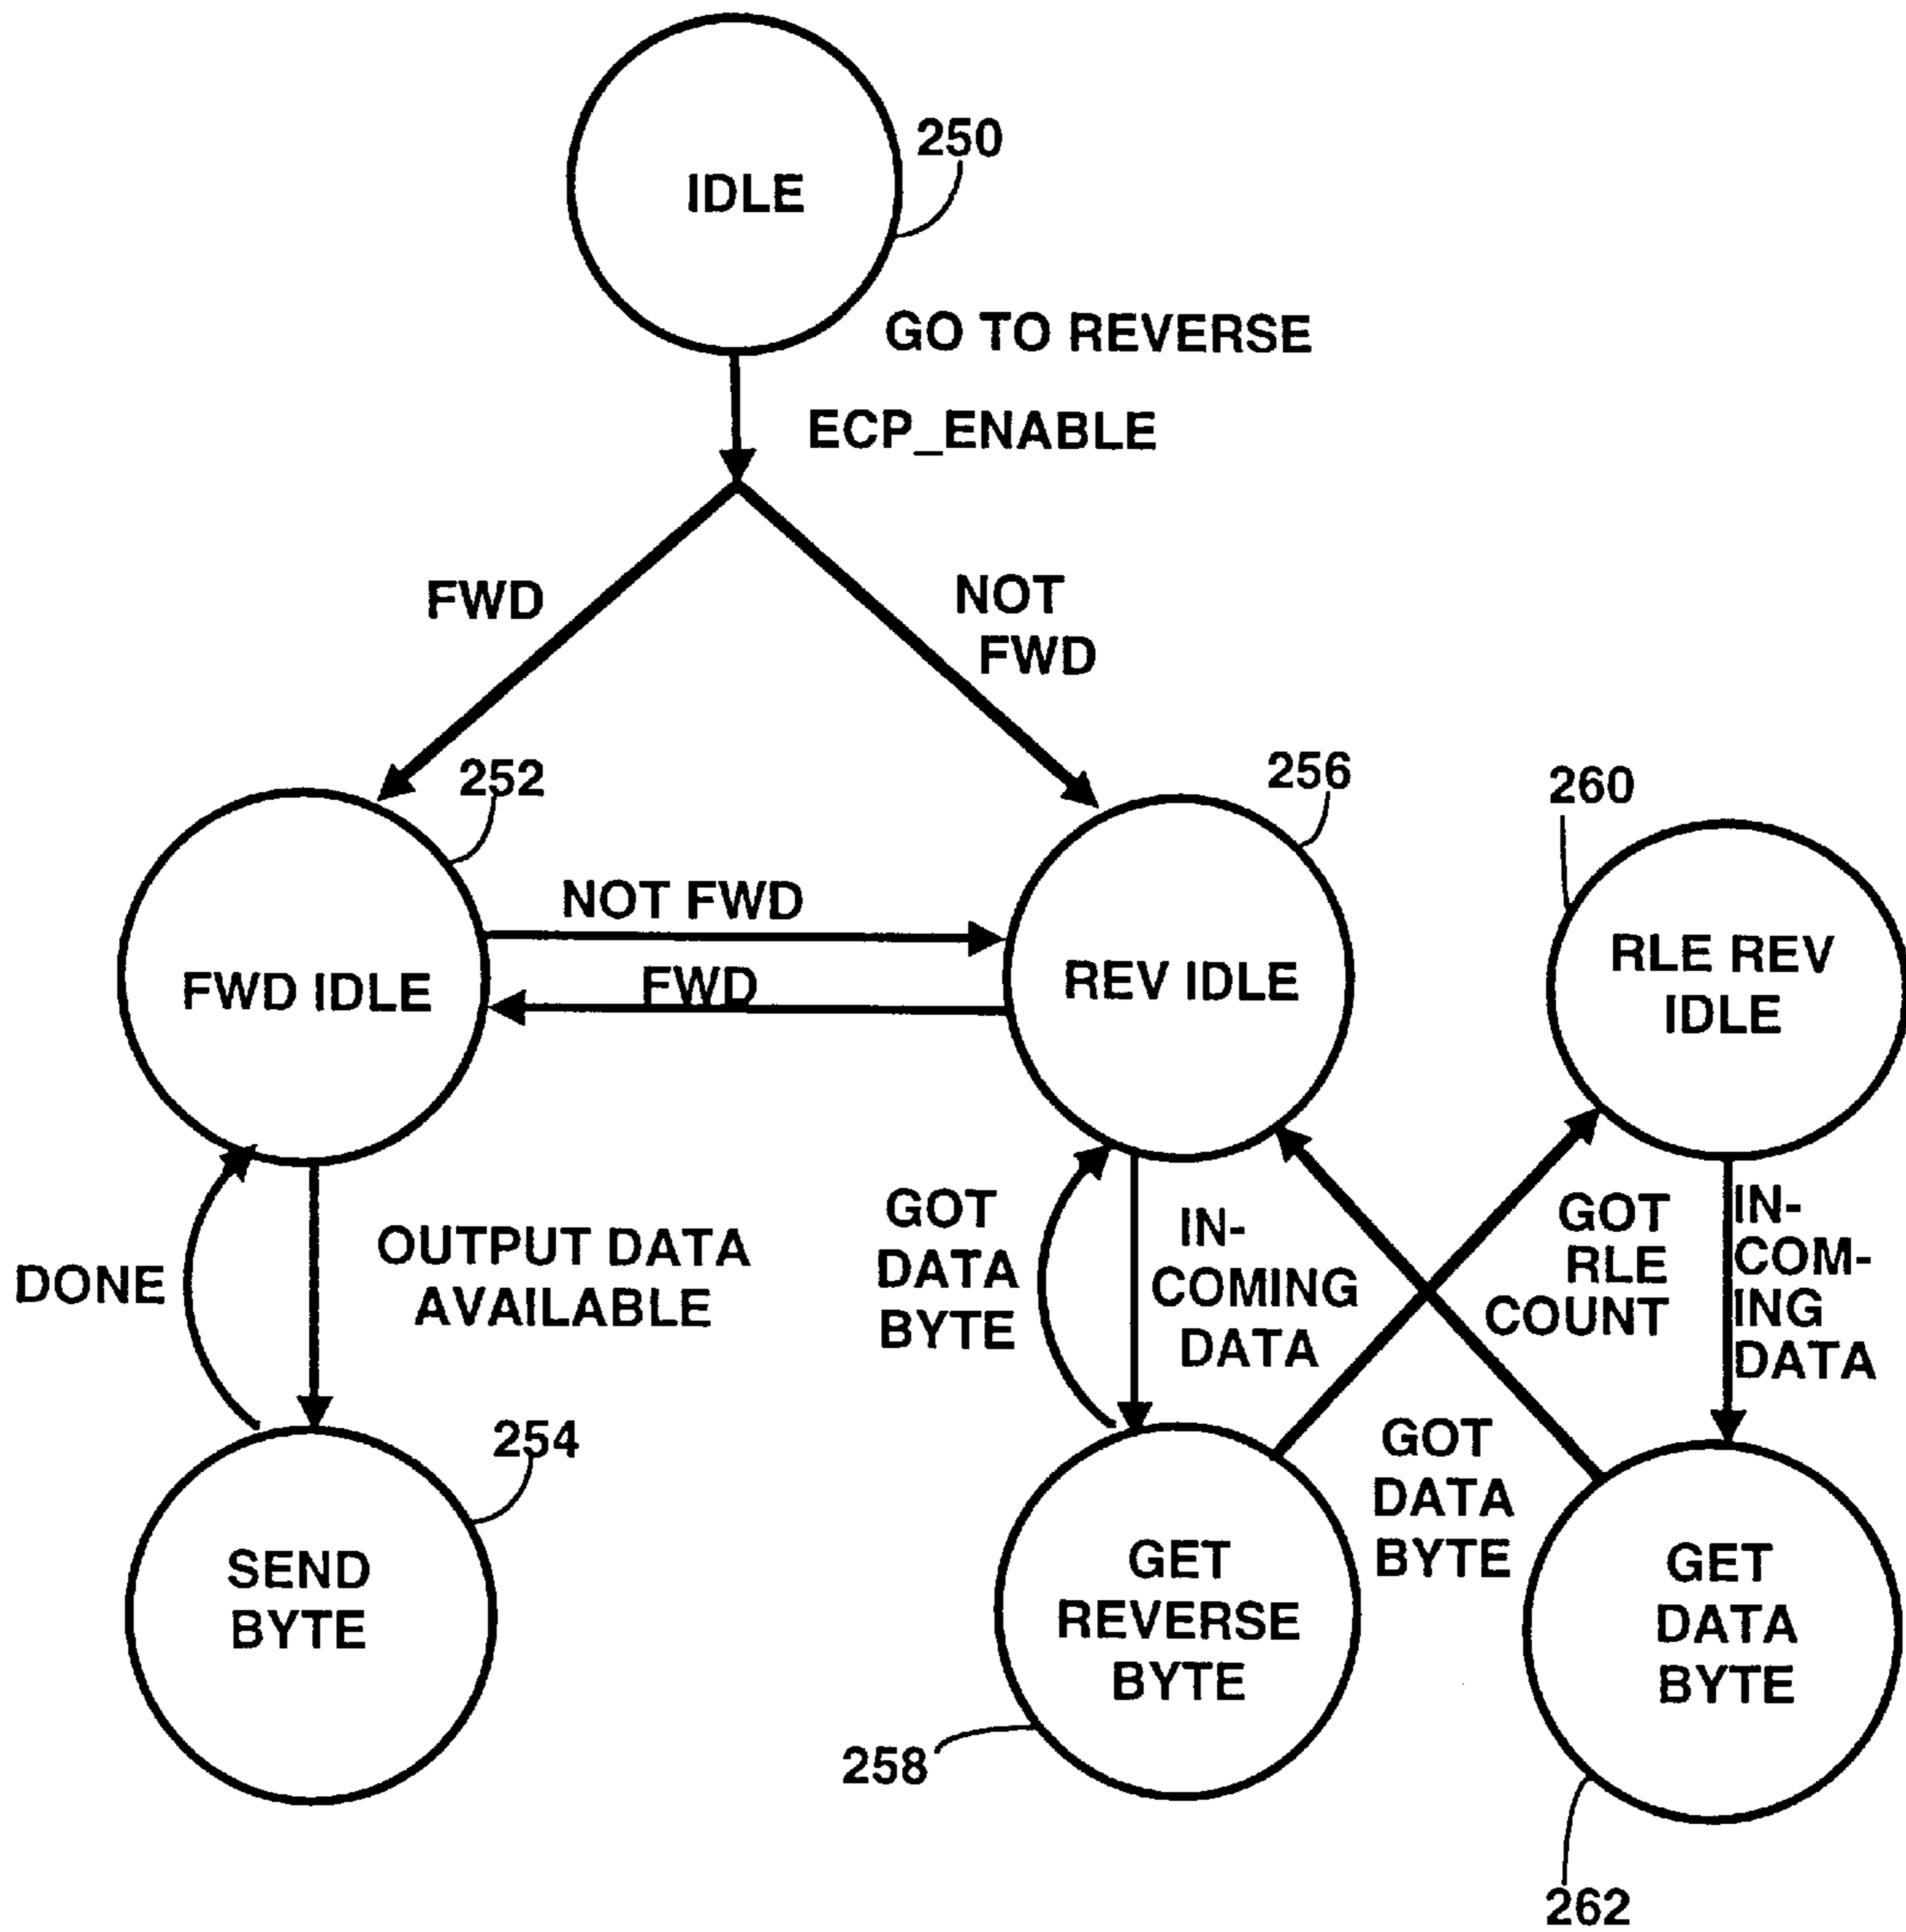 250
IDLE
GO TO REVERSE
ECP_ENABLE
FWD
NOT
FWD
252
256
260
NOT FWD
FWD
FWD IDLE
REV IDLE
RLE REV
IDLE
DONE
OUTPUT DATA
AVAILABLE
GOT
DATA
BYTE
IN-
COMING
DATA
GOT
RLE
COUNT
IN-
COM-
ING
DATA
254
GOT
DATA
BYTE
SEND
BYTE
GET
REVERSE
BYTE
GET
DATA
BYTE
258
262